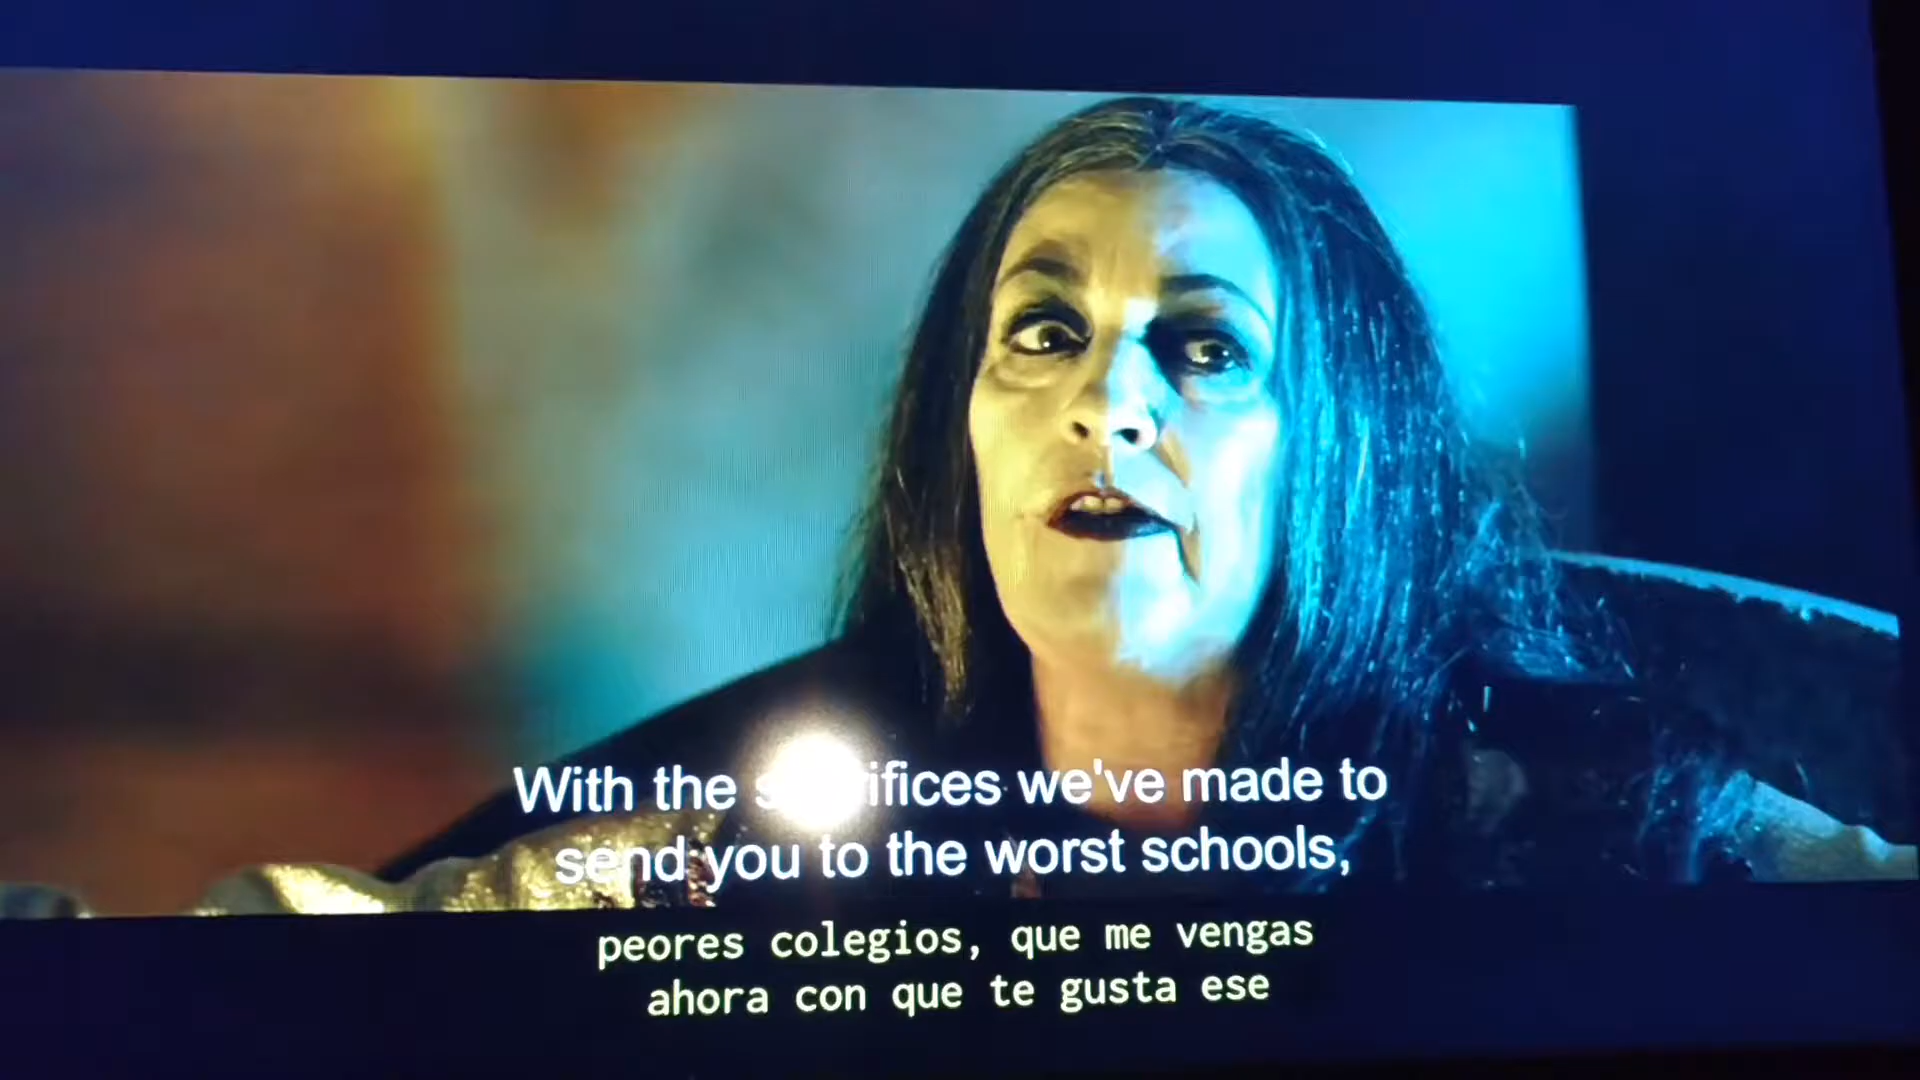 With the sacrifices we've made to
send you to the worst schools,
peores colegios, que me vengas
ahora con que te gusta ese